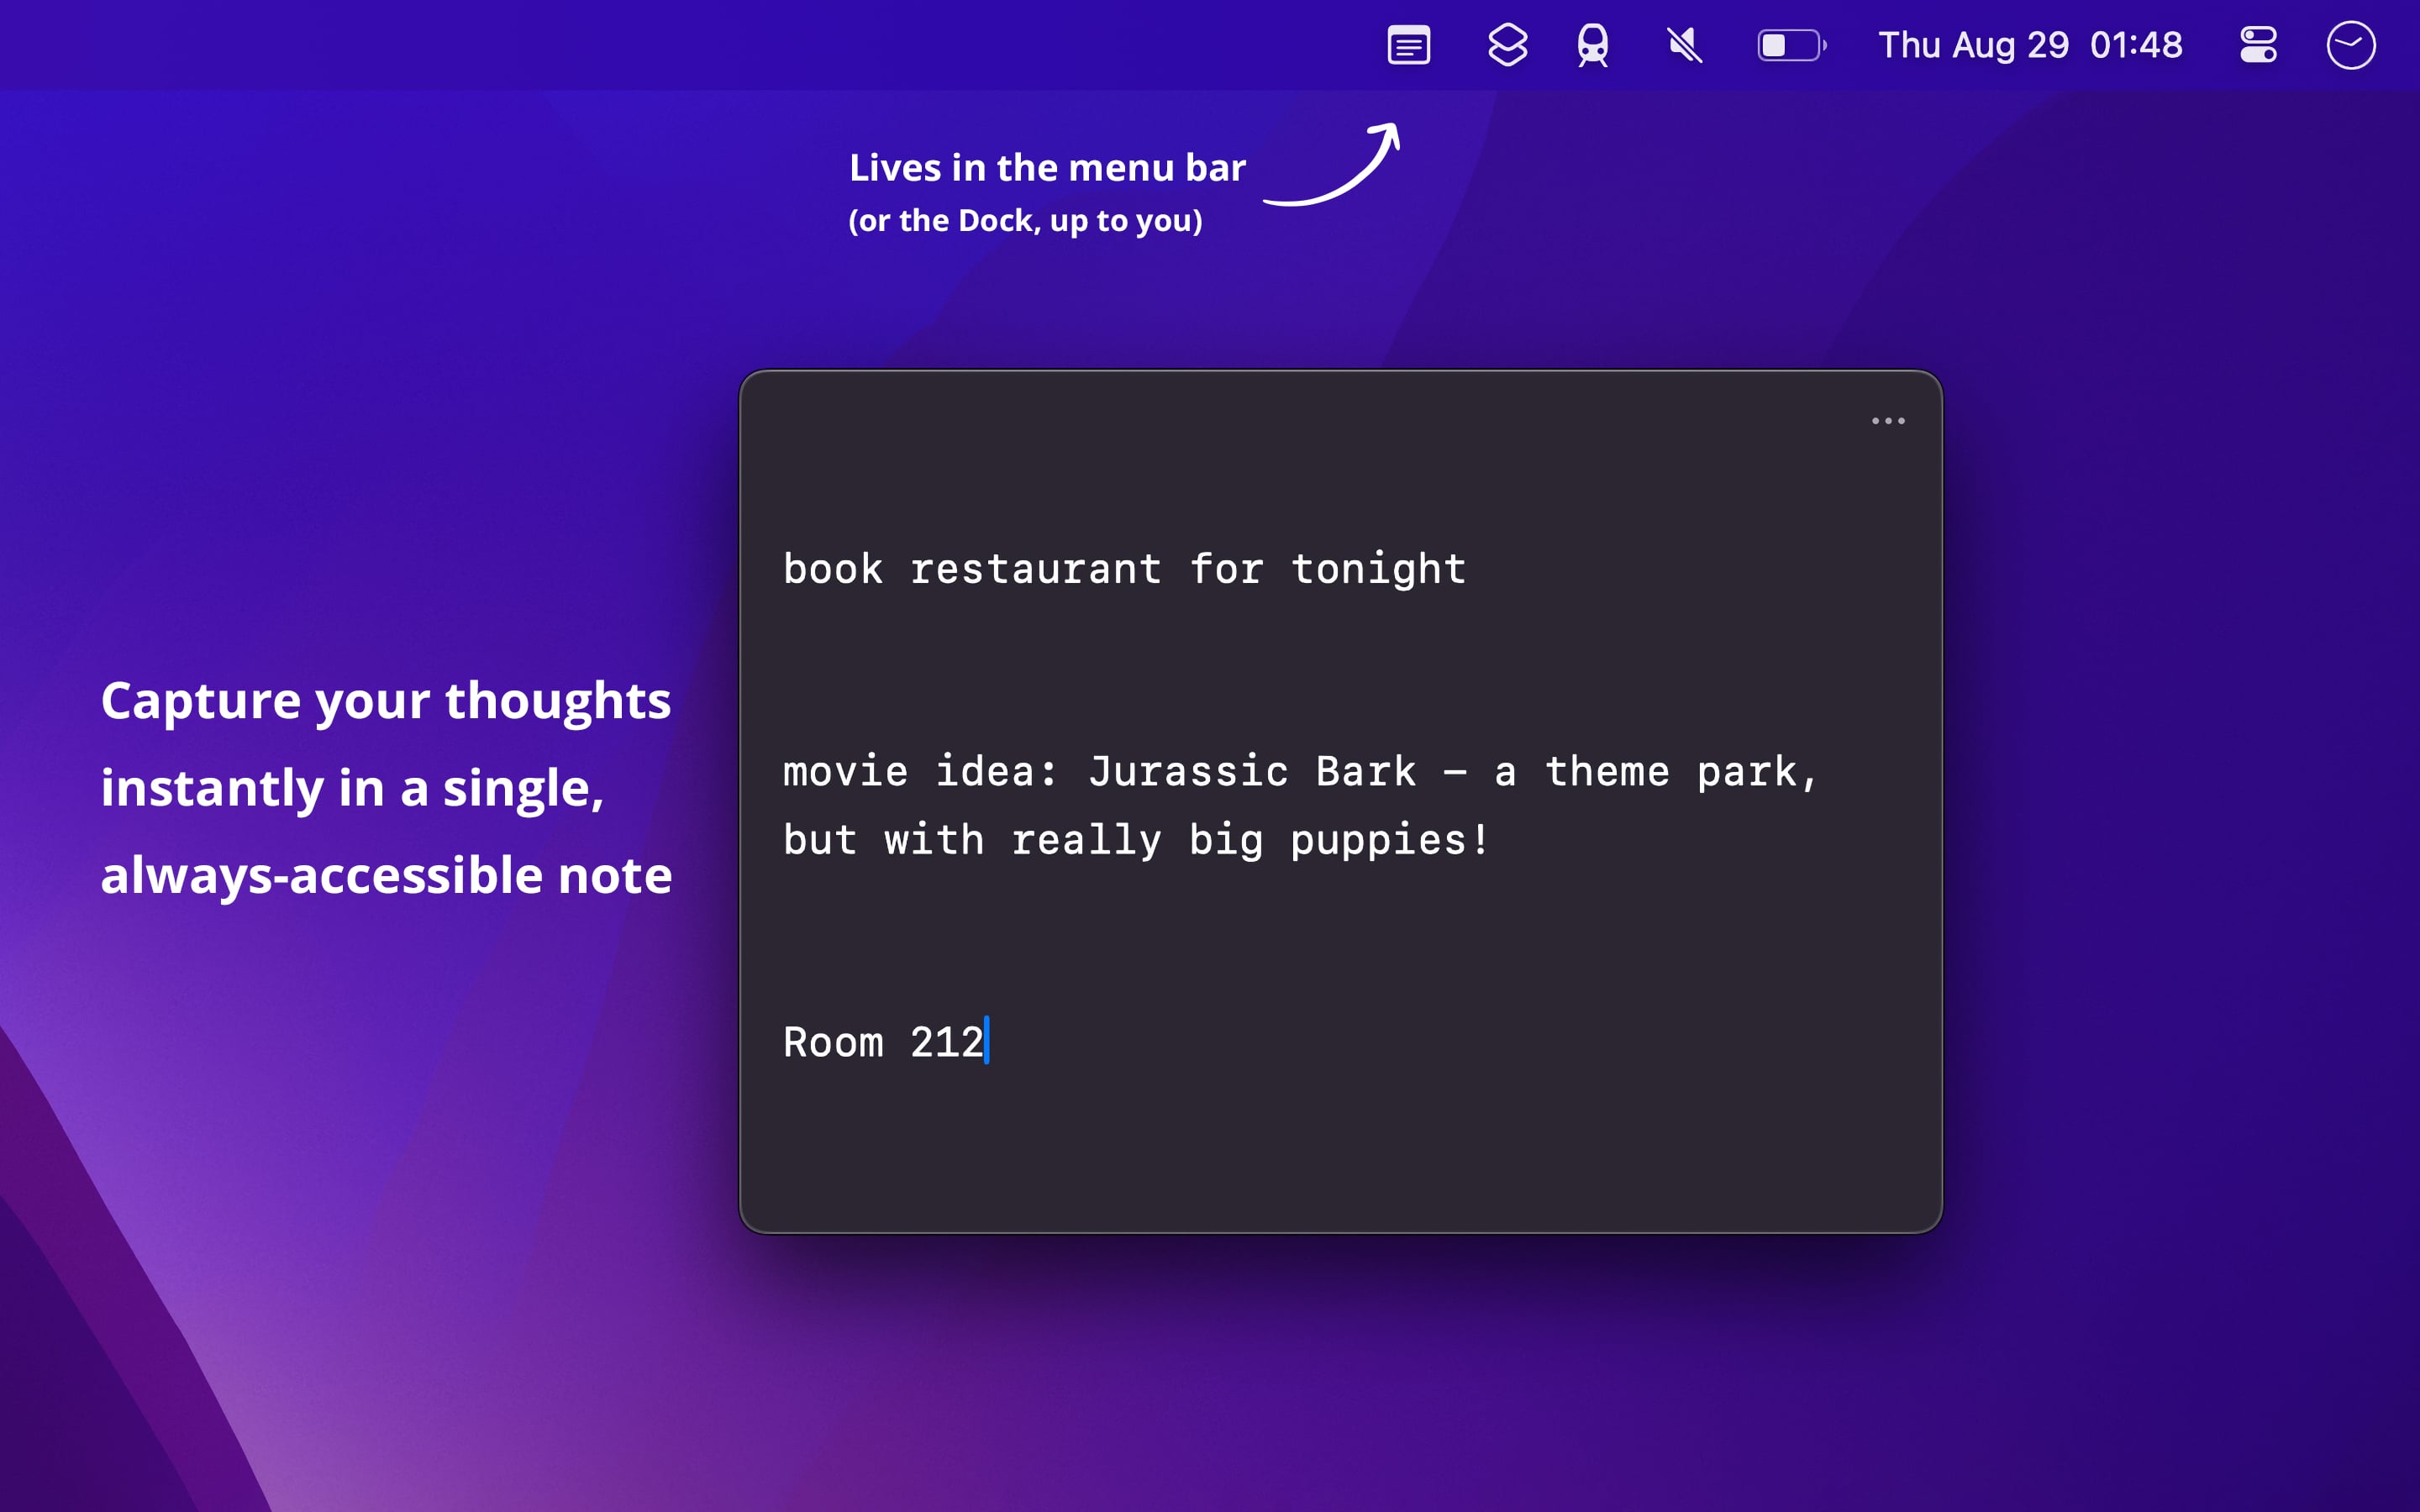 Thu Aug 29 01:48
Lives in the menu bar
(or the Dock, up to you)
Capture your thoughts
instantly in a single,
always-accessible note
book restaurant for tonight
movie idea: Jurassic Bark — a theme park,
but with really big puppies!
Room 212